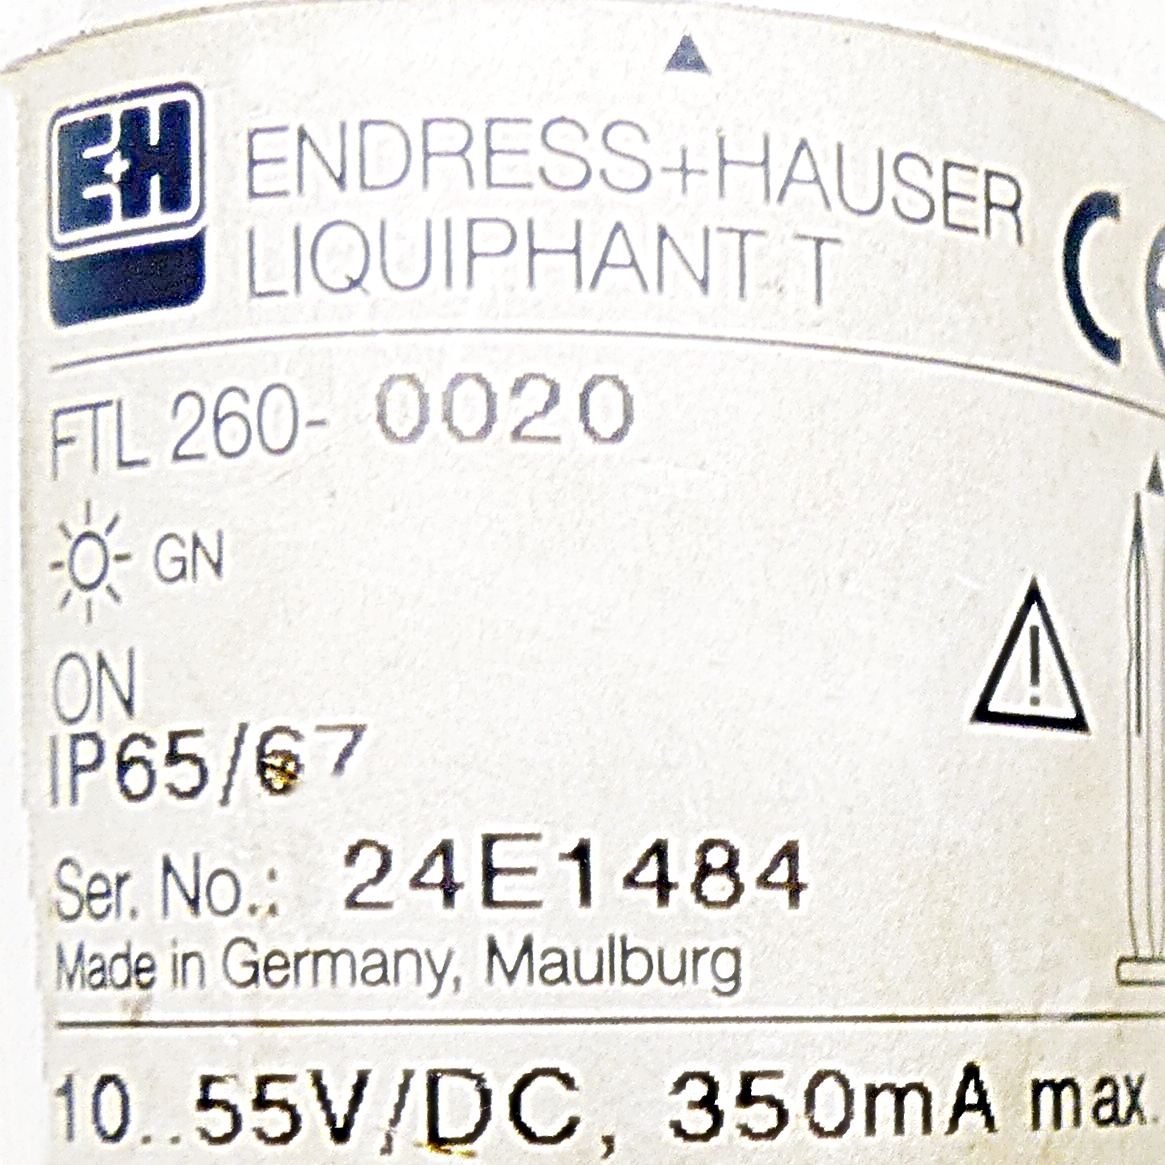 E+H
ENDRESS+HAUSER
LIQUIPHANT T
CE
FTL 260- 0020
GN
ON
IP65/67
Ser. No.: 24E1484
Made in Germany, Maulburg
10..55V/DC, 350mA max.